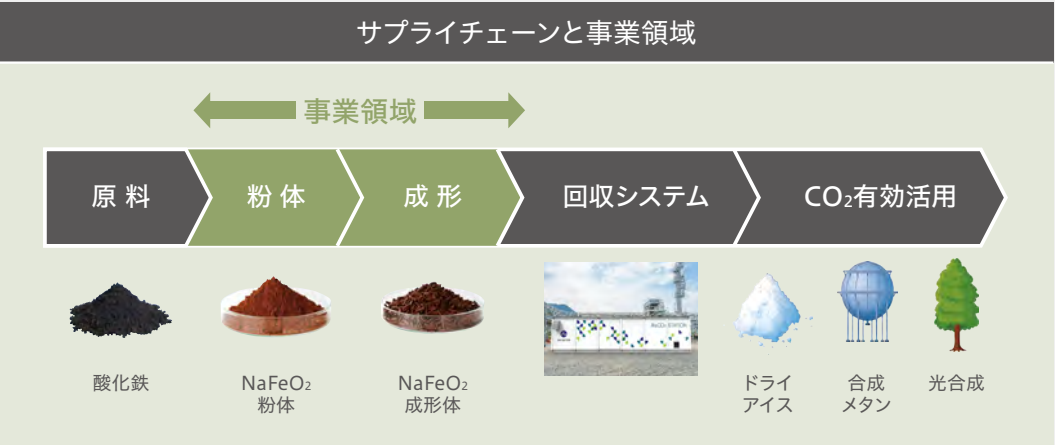 サプライチェーンと事業領域
事業領域
原料
粉体
成形
回収システム
CO₂有効活用
酸化鉄
NaFeO₂
粉体
NaFeO₂
成形体
ドライ
アイス
合成
メタン
光合成